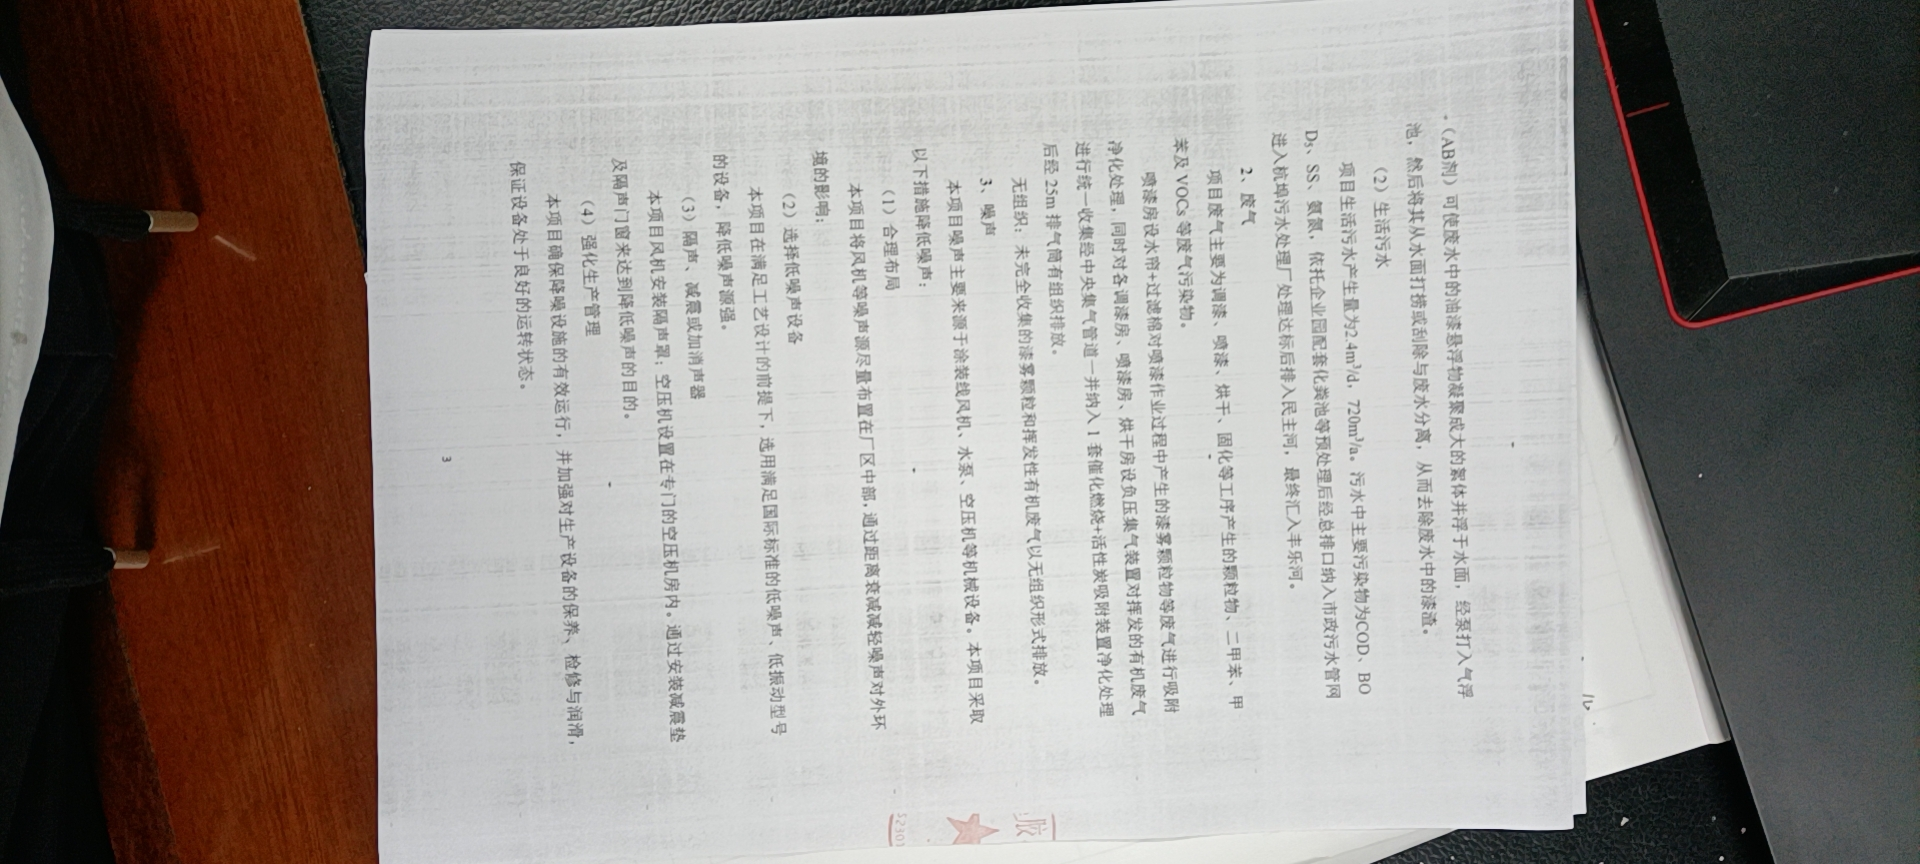 （AB剂）可使废水中的油漆悬浮物凝聚成大的絮体并浮于水面，经泵打入气浮
池，然后将其从水面打捞或刮除与废水分离，从而去除废水中的漆渣。
（2）生活污水
项目生活污水产生量为2.4m³/d，720m³/a。污水中主要污染物为COD、BO
D₅、SS、氨氮，依托企业园配套化粪池等预处理后经总排口纳入市政污水管网
进入杭埠污水处理厂处理达标后排入民主河，最终汇入丰乐河。
2、废气
项目废气主要为调漆、喷漆、烘干、固化等工序产生的颗粒物、二甲苯、甲
苯及 VOCs 等废气污染物。
喷漆房设水帘+过滤棉对喷漆作业过程中产生的漆雾颗粒物等废气进行吸附
净化处理，同时对各调漆房、喷漆房、烘干房设负压集气装置对挥发的有机废气
进行统一收集经中央集气管道一并纳入 1 套催化燃烧+活性炭吸附装置净化处理
后经 25m 排气筒有组织排放。
无组织：未完全收集的漆雾颗粒和挥发性有机废气以无组织形式排放。
3、噪声
本项目噪声主要来源于涂装线风机、水泵、空压机等机械设备。本项目采取
以下措施降低噪声：
（1）合理布局
本项目将风机等噪声源尽量布置在厂区中部，通过距离衰减减轻噪声对外环
境的影响；
（2）选择低噪声设备
本项目在满足工艺设计的前提下，选用满足国际标准的低噪声、低振动型号
的设备，降低噪声源强。
（3）隔声、减震或加消声器
本项目风机安装隔声罩；空压机设置在专门的空压机房内。通过安装减震垫
及隔声门窗来达到降低噪声的目的。
（4）强化生产管理
本项目确保降噪设施的有效运行，并加强对生产设备的保养、检修与润滑，
保证设备处于良好的运转状态。
3